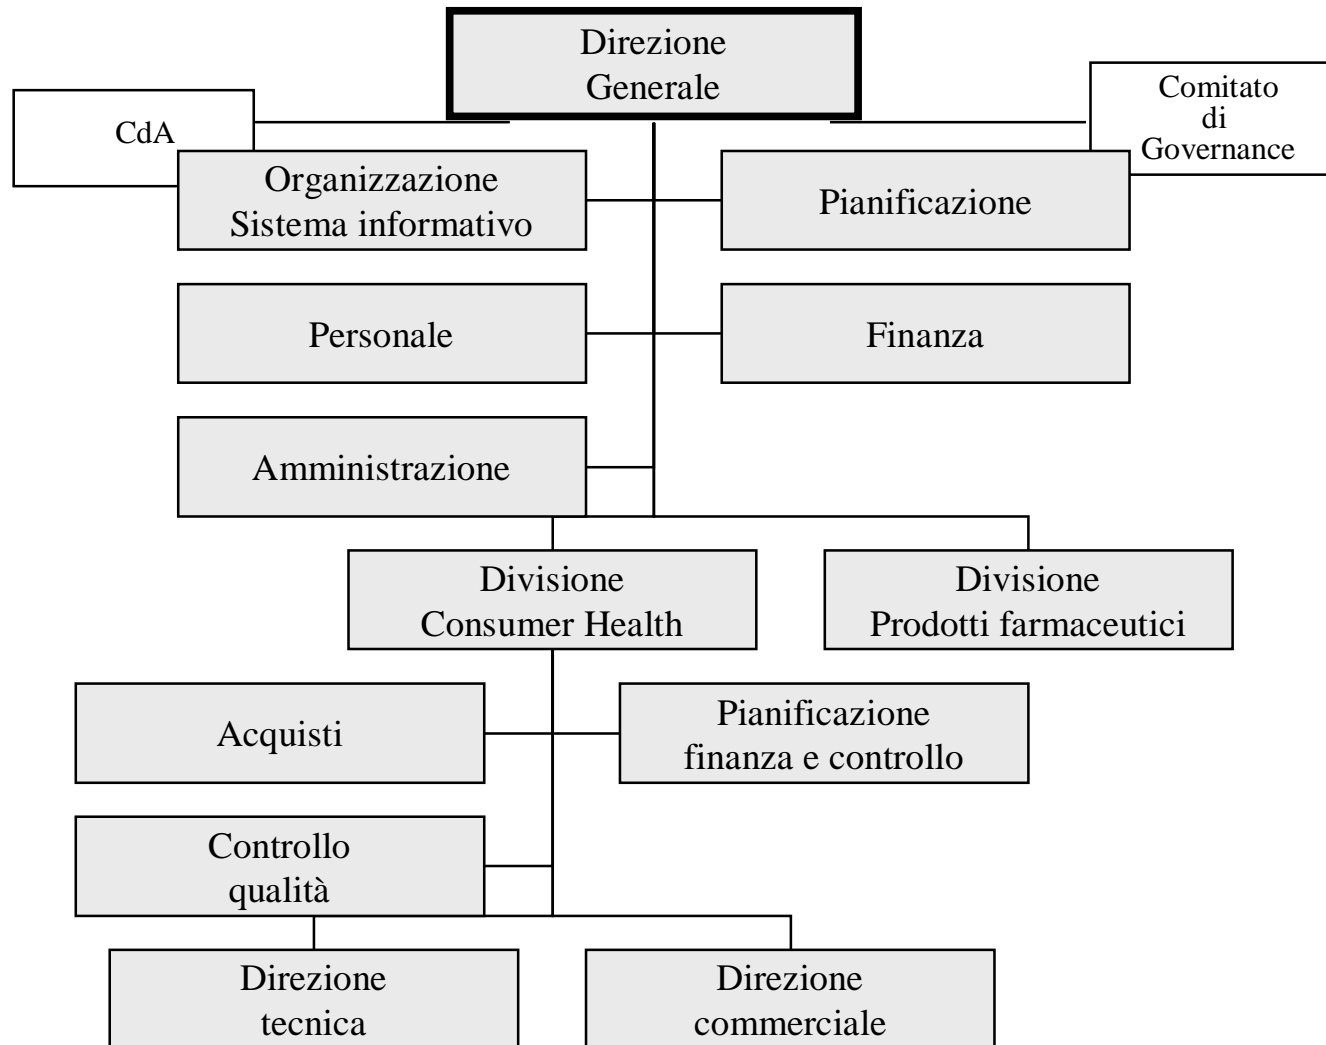 Direzione
Generale
CdA
Comitato
di
Governance
Organizzazione
Sistema informativo
Pianificazione
Personale
Finanza
Amministrazione
Divisione
Consumer Health
Divisione
Prodotti farmaceutici
Acquisti
Pianificazione
finanza e controllo
Controllo
qualità
Direzione
tecnica
Direzione
commerciale